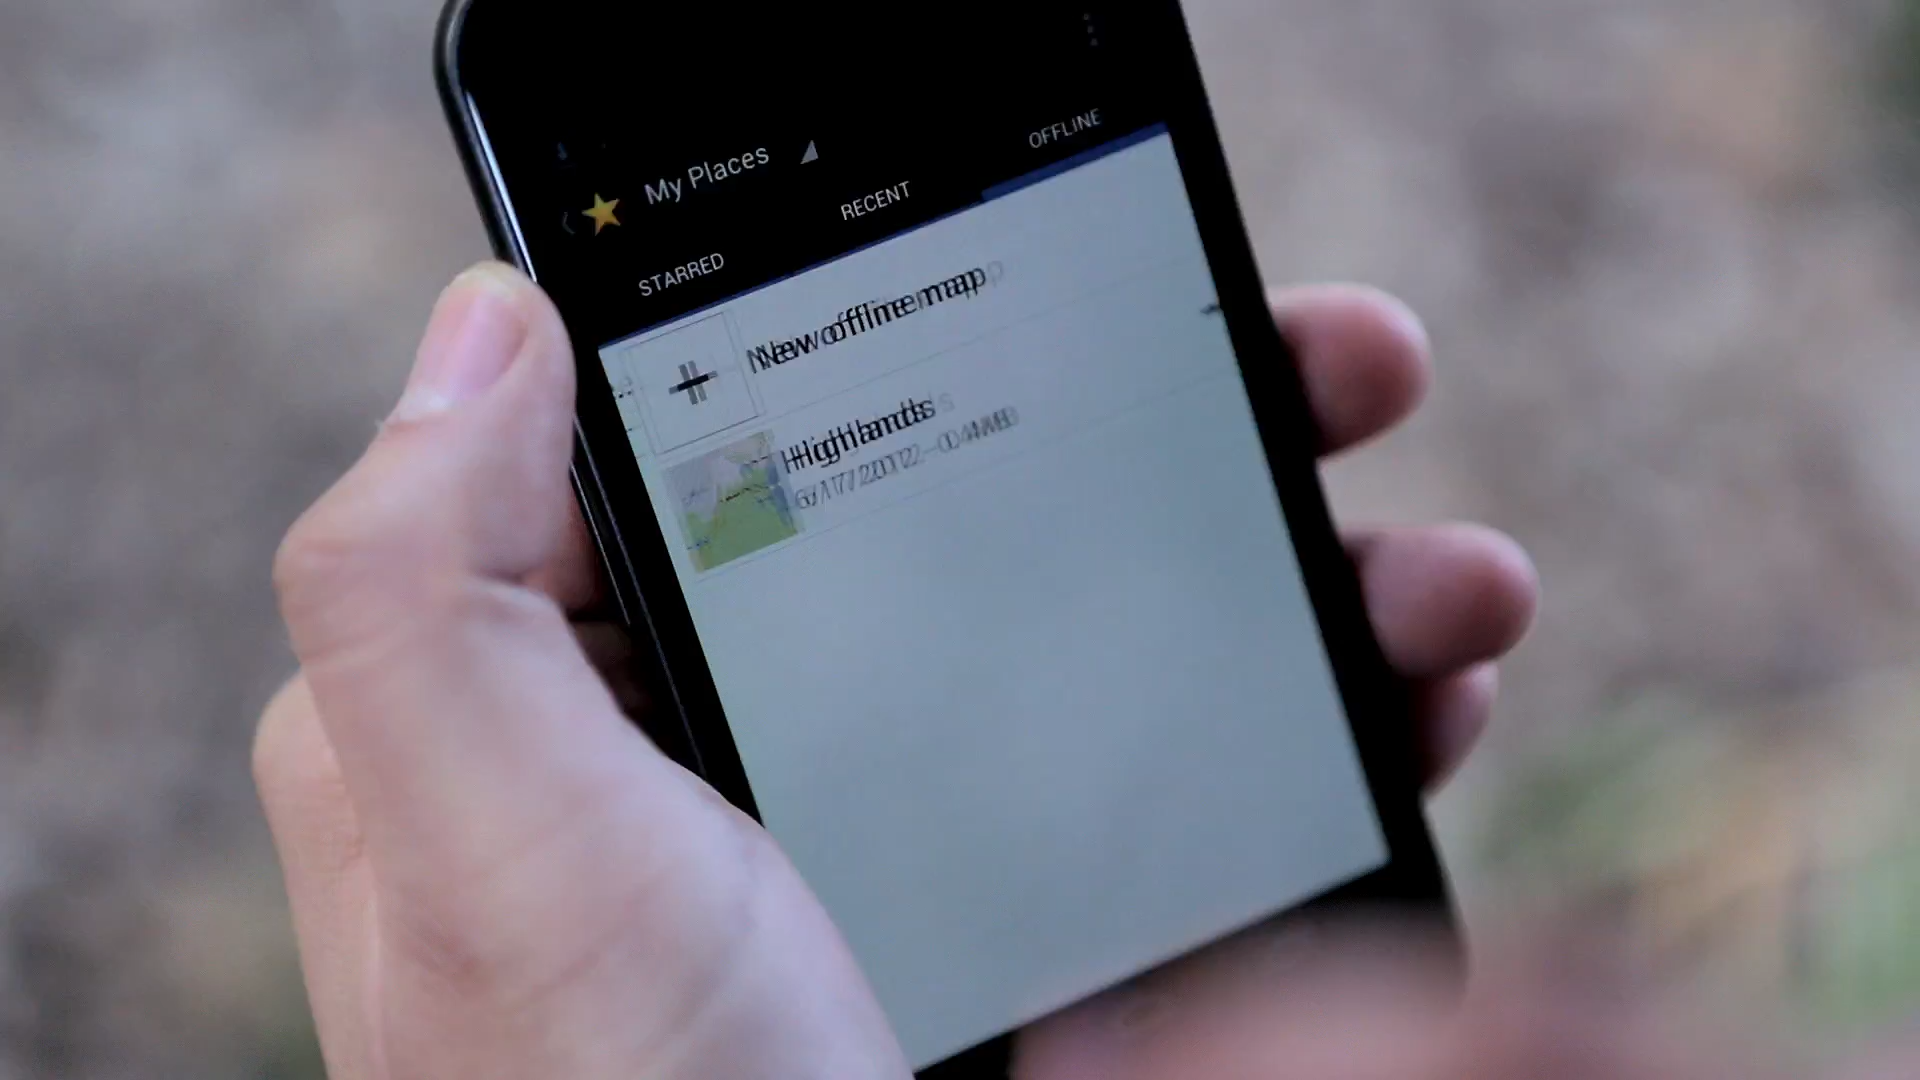 My Places
STARRED
RECENT
OFFLINE
New offline map
Highlands